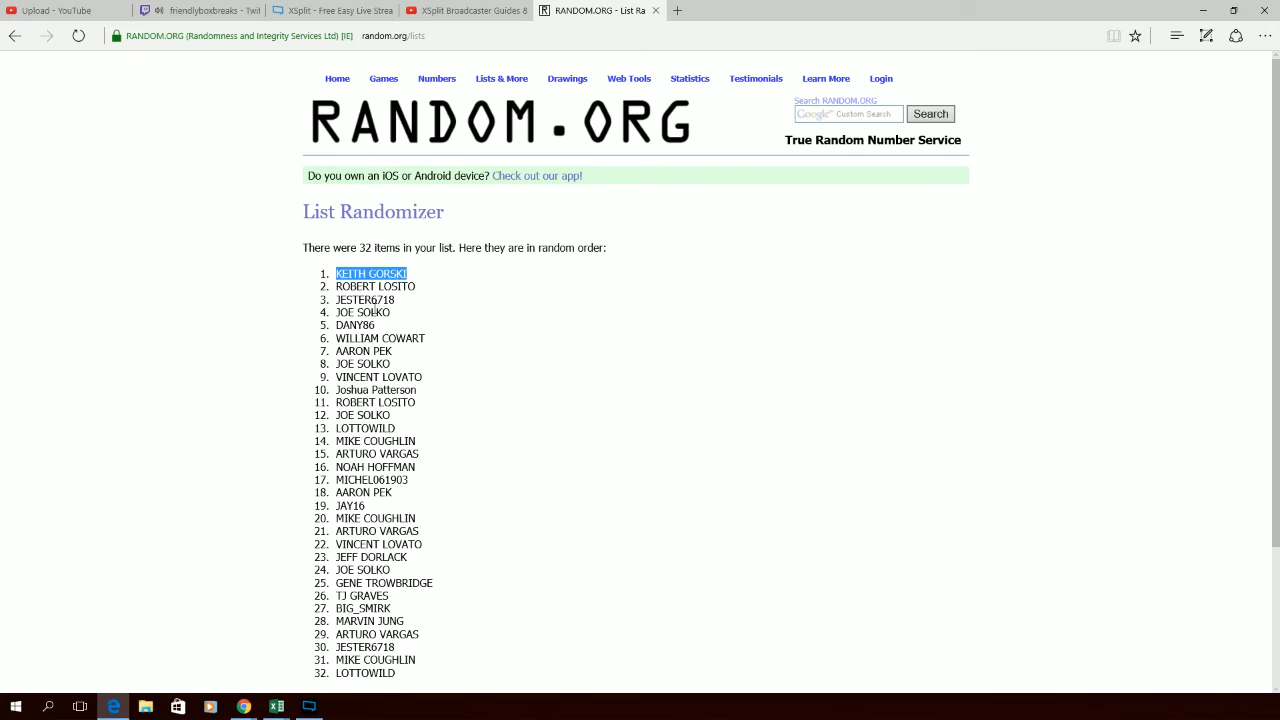 Upload - YouTube
friendlyboxbreaks - Twit
XSplit - Free Easy Live Strea
XSplit Broadcaster Guides 8
RANDOM.ORG - List Ra
RANDOM.ORG (Randomness and Integrity Services Ltd) [IE] random.org/lists
Home Games Numbers Lists & More Drawings Web Tools Statistics Testimonials Learn More Login
RANDOM.ORG
Search RANDOM.ORG
Google Custom Search Search
True Random Number Service
Do you own an iOS or Android device? Check out our app!
List Randomizer
There were 32 items in your list. Here they are in random order:
1. KEITH GORSKI
2. ROBERT LOSITO
3. JESTER6718
4. JOE SOLKO
5. DANY86
6. WILLIAM COWART
7. AARON PEK
8. JOE SOLKO
9. VINCENT LOVATO
10. Joshua Patterson
11. ROBERT LOSITO
12. JOE SOLKO
13. LOTTOWILD
14. MIKE COUGHLIN
15. ARTURO VARGAS
16. NOAH HOFFMAN
17. MICHEL061903
18. AARON PEK
19. JAY16
20. MIKE COUGHLIN
21. ARTURO VARGAS
22. VINCENT LOVATO
23. JEFF DORLACK
24. JOE SOLKO
25. GENE TROWBRIDGE
26. TJ GRAVES
27. BIG_SMIRK
28. MARVIN JUNG
29. ARTURO VARGAS
30. JESTER6718
31. MIKE COUGHLIN
32. LOTTOWILD